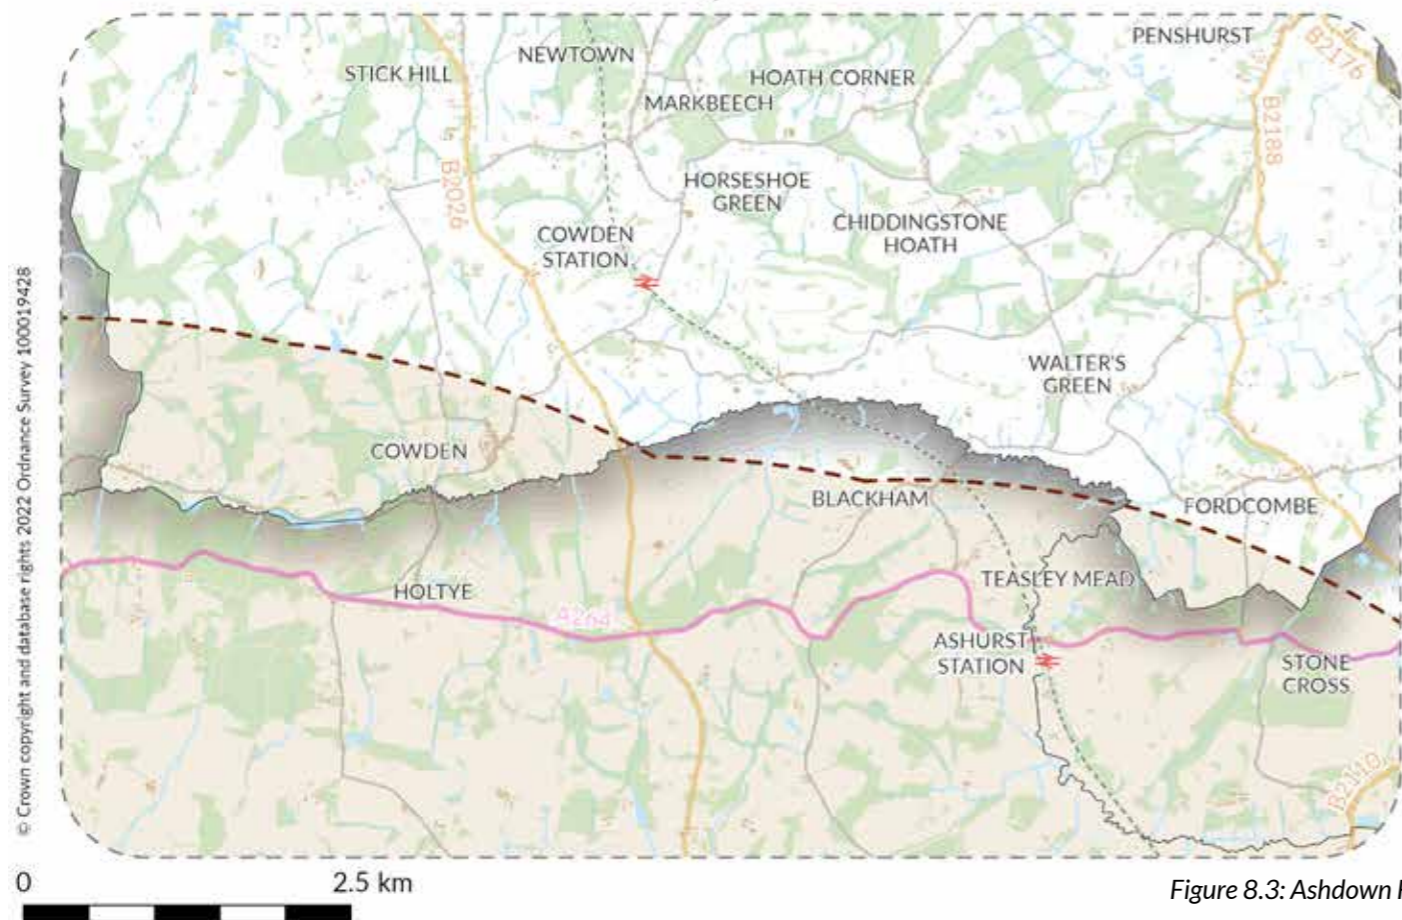 PENSHURST
B2176
NEWTOWN
STICK HILL
HOATH CORNER
MARKBEECH
B2188
B2026
HORSESHOE
GREEN
CHIDDINGSTONE
HOATH
COWDEN
STATION
WALTER'S
GREEN
COWDEN
BLACKHAM
FORDCOMBE
TEASLEY MEAD
HOLTYE
A264
ASHURST
STATION
STONE
CROSS
B2110
© Crown copyright and database rights 2022 Ordnance Survey 100019428
0
2.5 km
Figure 8.3: Ashdown